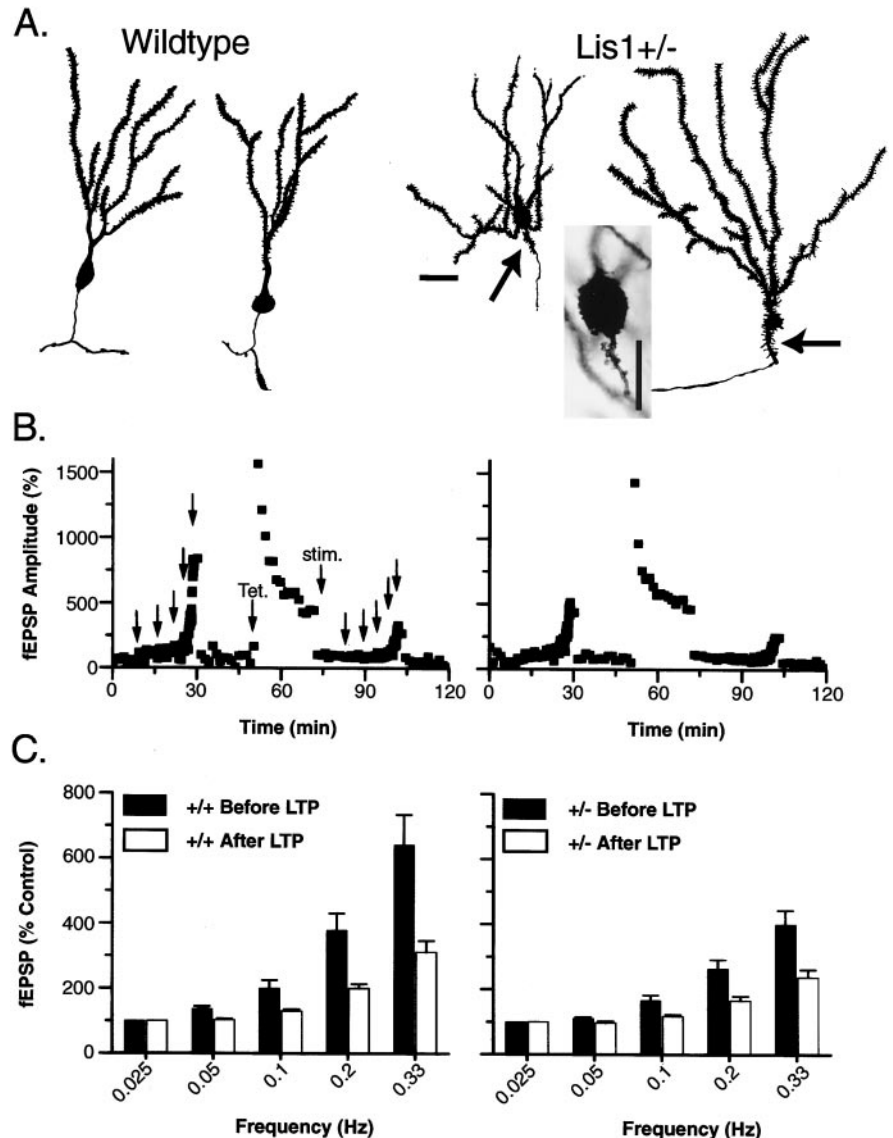 A.
Wildtype
Lis1+/-
B.
fEPSP Amplitude (%)
1500
1000
500
0
Tet.
stim.
0
30
60
90
120
Time (min)
0
30
60
90
120
Time (min)
C.
fEPSP (% Control)
800
600
400
200
0
+/+ Before LTP
+/+ After LTP
0.025
0.05
0.1
0.2
0.33
Frequency (Hz)
+/- Before LTP
+/- After LTP
0.025
0.05
0.1
0.2
0.33
Frequency (Hz)